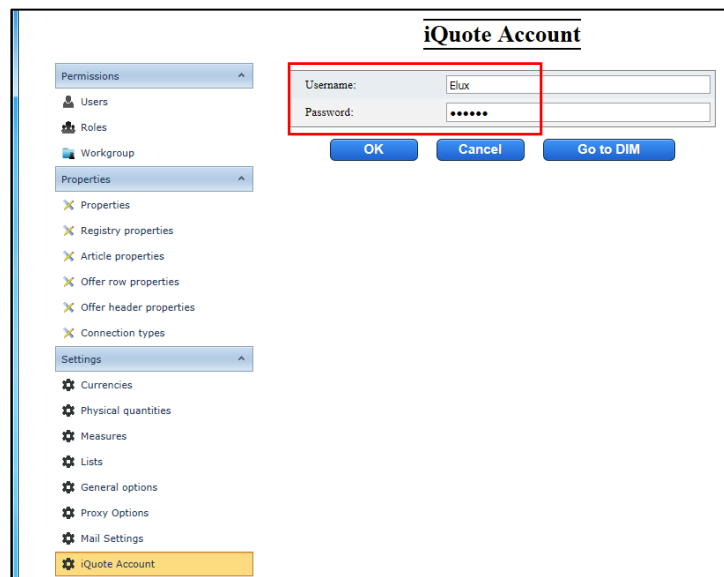 iQuote Account
Permissions
Users
Roles
Workgroup
Properties
Properties
Registry properties
Article properties
Offer row properties
Offer header properties
Connection types
Settings
Currencies
Physical quantities
Measures
Lists
General options
Proxy Options
Mail Settings
iQuote Account
Username: Elux
Password: ●●●●●●
OK Cancel Go to DIM